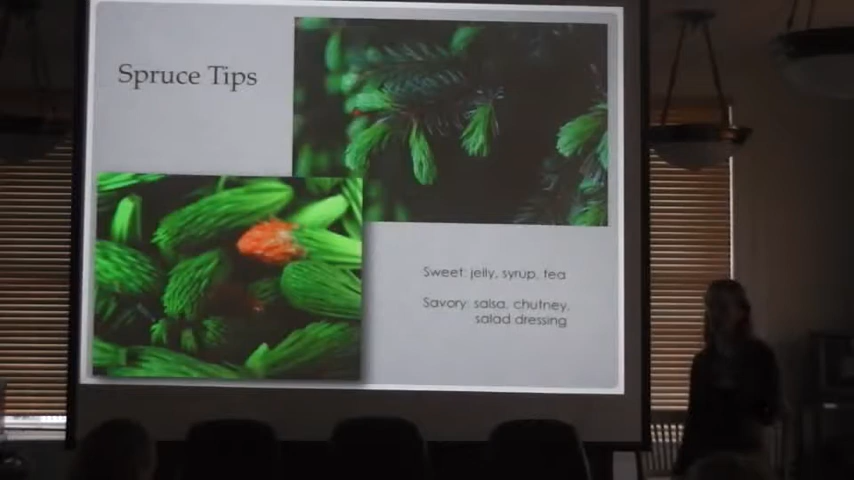 Spruce Tips
Sweet: jelly, syrup, tea
Savory: salsa, chutney,
salad dressing